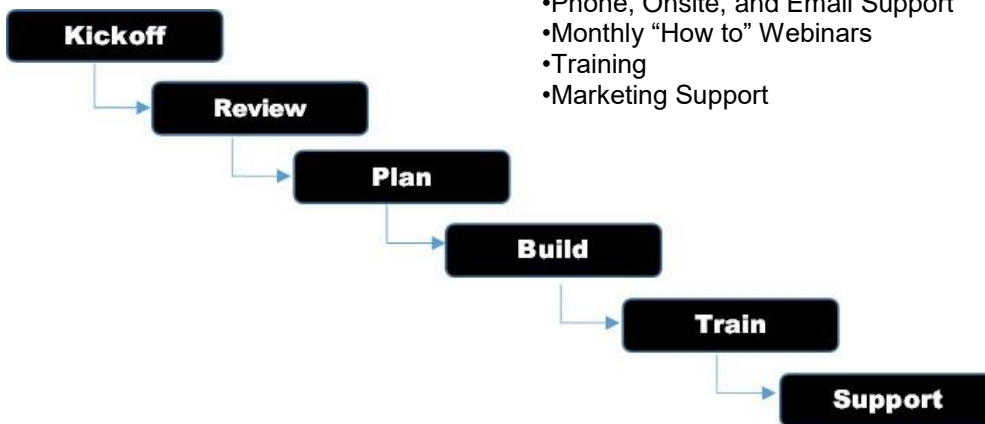 •Phone, Onsite, and Email Support
•Monthly “How to” Webinars
•Training
•Marketing Support
Kickoff
Review
Plan
Build
Train
Support